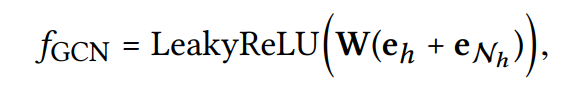 f_GCN = LeakyReLU(W(e_h + e_{𝒩_h})),